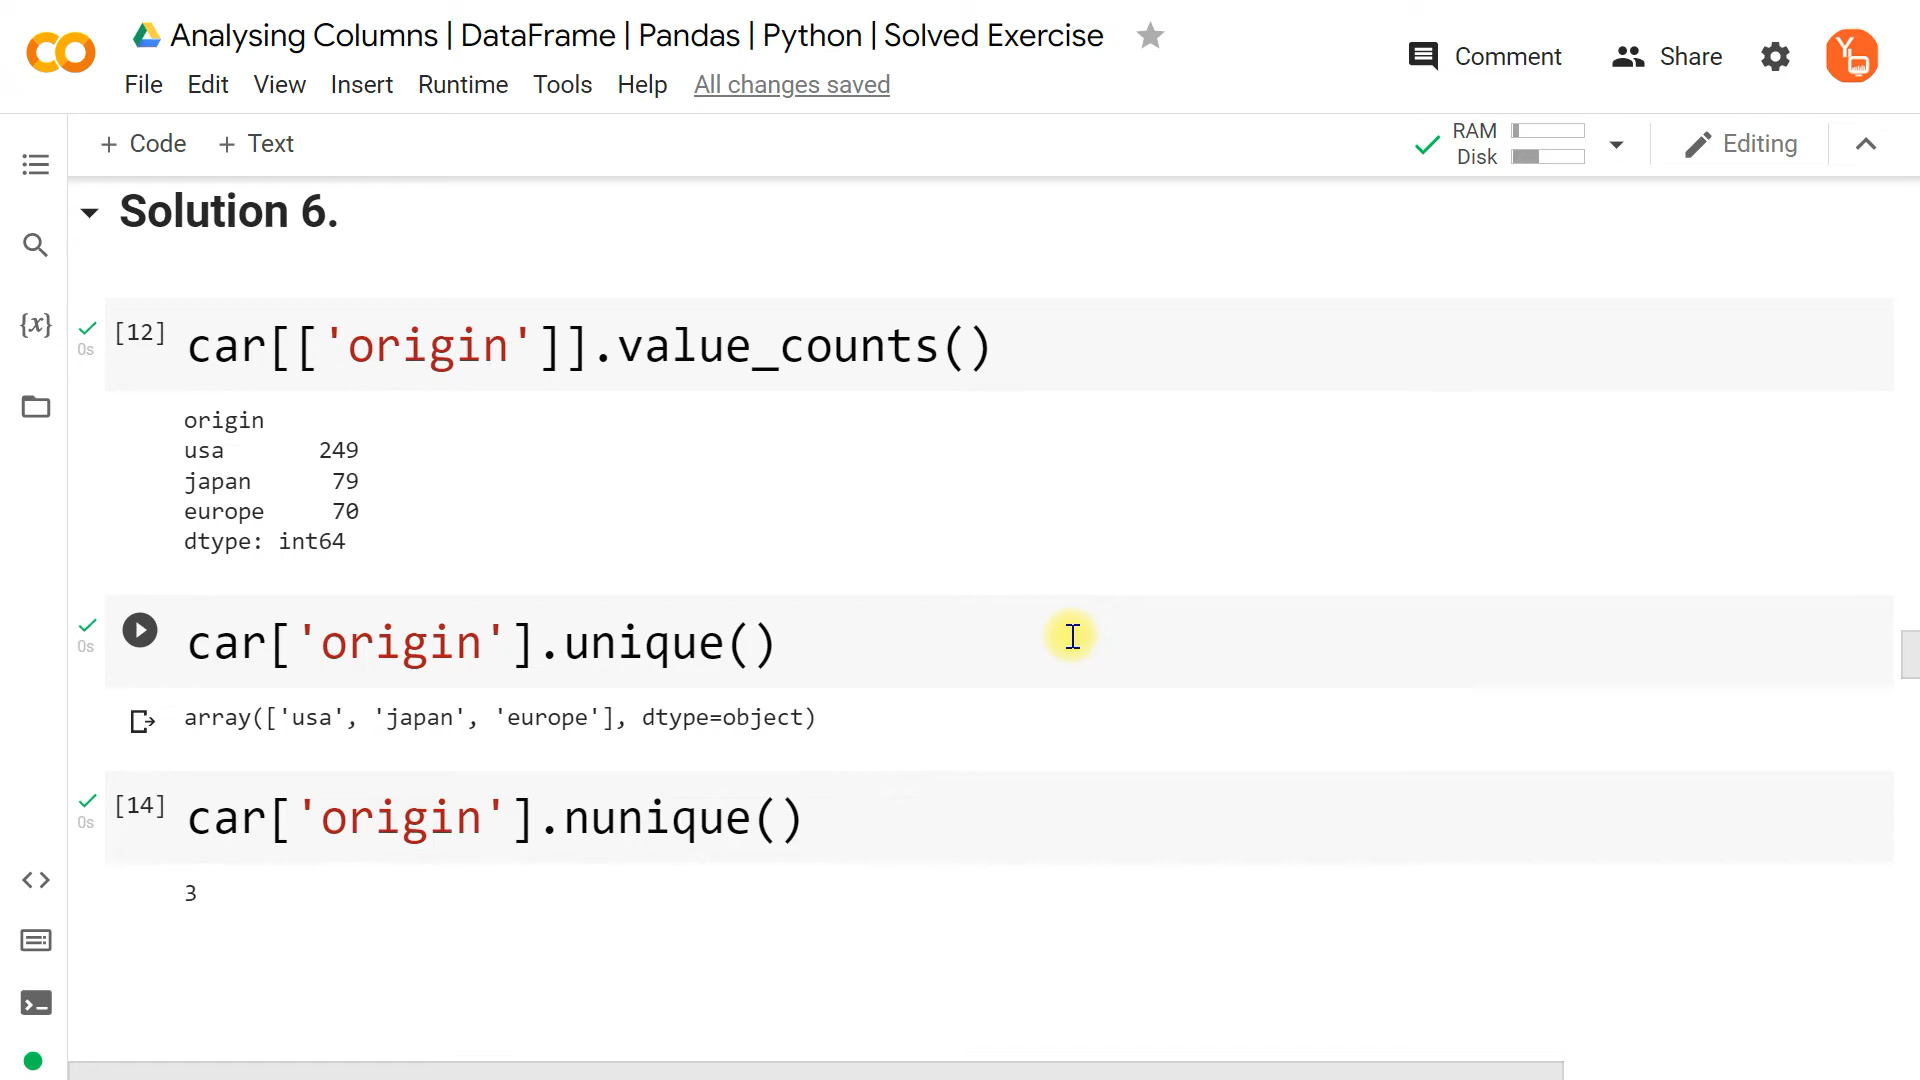 Analysing Columns | DataFrame | Pandas | Python | Solved Exercise
File Edit View Insert Runtime Tools Help All changes saved
Comment Share
+ Code + Text
RAM
Disk
Editing
Solution 6.
[12] car[['origin']].value_counts()
0s
origin
usa 249
japan 79
europe 70
dtype: int64
car['origin'].unique()
0s
array(['usa', 'japan', 'europe'], dtype=object)
[14] car['origin'].nunique()
0s
3